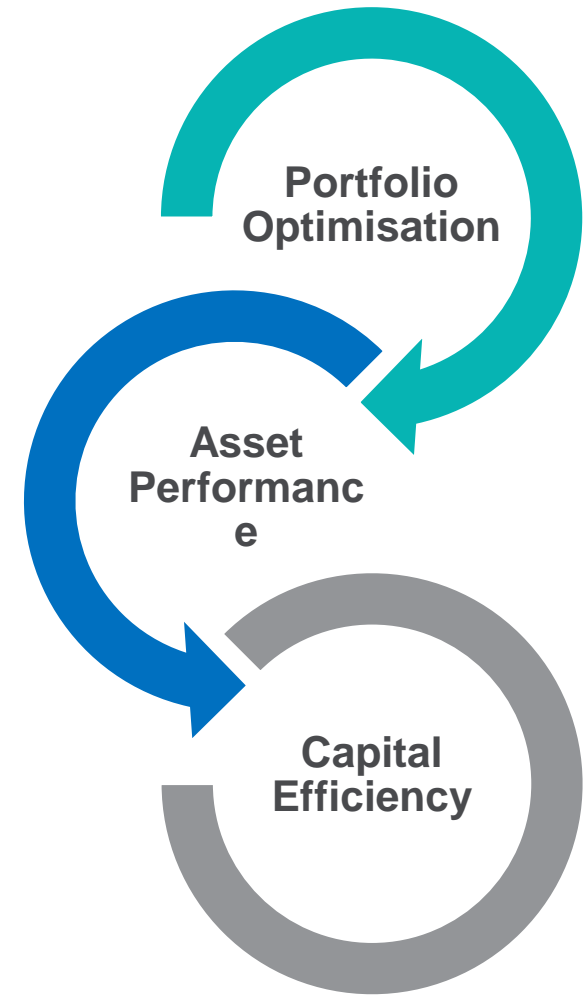 Portfolio
Optimisation
Asset
Performanc
e
Capital
Efficiency